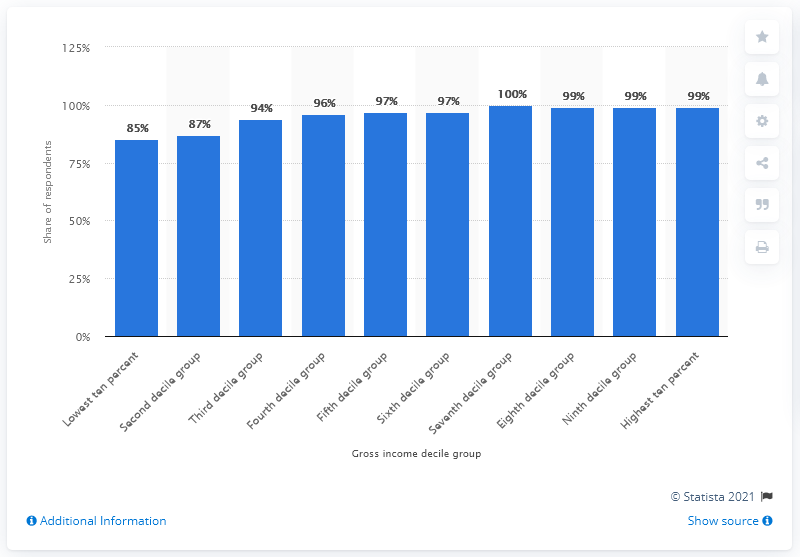 125%
100%
75%
50%
25%
0%
Share of respondents
85%
87%
94%
96%
97%
97%
100%
99%
99%
99%
Lowest ten percent
Second decile group
Third decile group
Fourth decile group
Fifth decile group
Sixth decile group
Seventh decile group
Eighth decile group
Ninth decile group
Highest ten percent
Gross income decile group
© Statista 2021
Additional Information
Show source